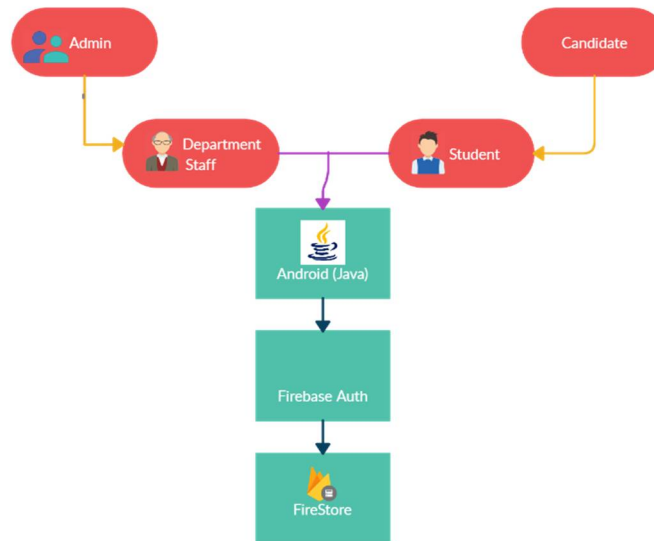 Admin
Candidate
Department
Staff
Student
Android (Java)
Firebase Auth
FireStore